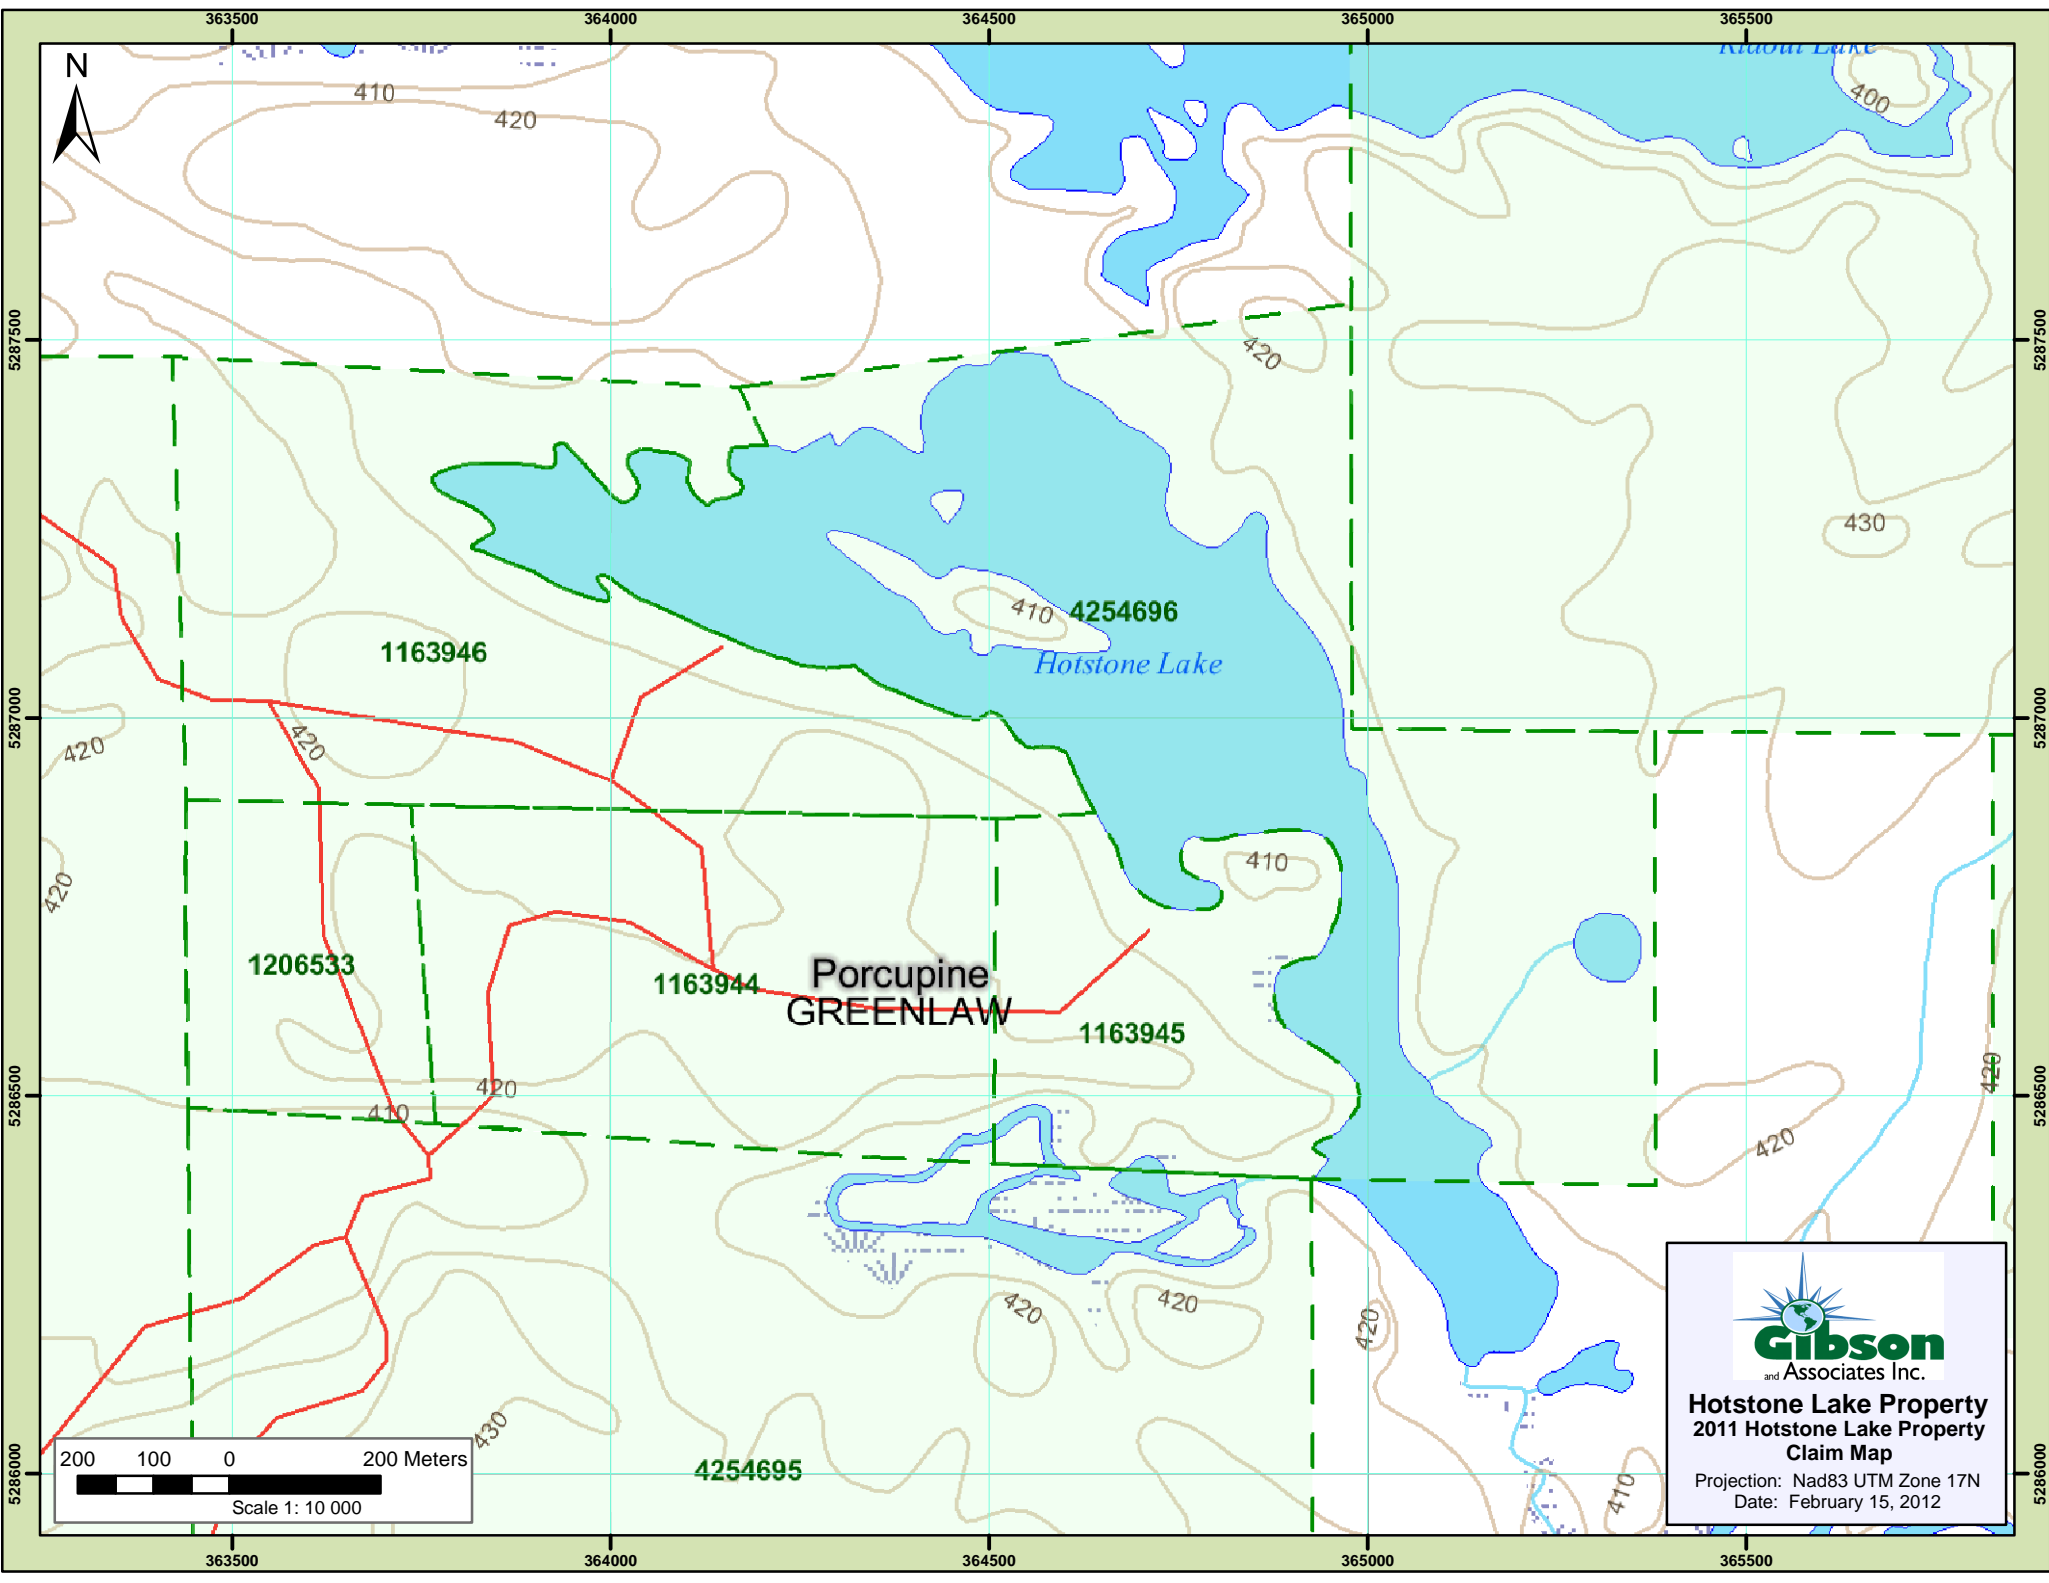 363500 364000 364500 365000 365500
N
Ridout Lake
410
420
400
5287500
5287500
420
430
410
4254696
1163946
Hotstone Lake
5287000
5287000
420
420
410
420
1206533
1163944
Porcupine
GREENLAW
1163945
5286500
5286500
420
410
420
420
420
420
420
430
410
4254695
5286000
5286000
200 100 0 200 Meters
Scale 1: 10 000
Gibson
and Associates Inc.
Hotstone Lake Property
2011 Hotstone Lake Property
Claim Map
Projection: Nad83 UTM Zone 17N
Date: February 15, 2012
363500 364000 364500 365000 365500